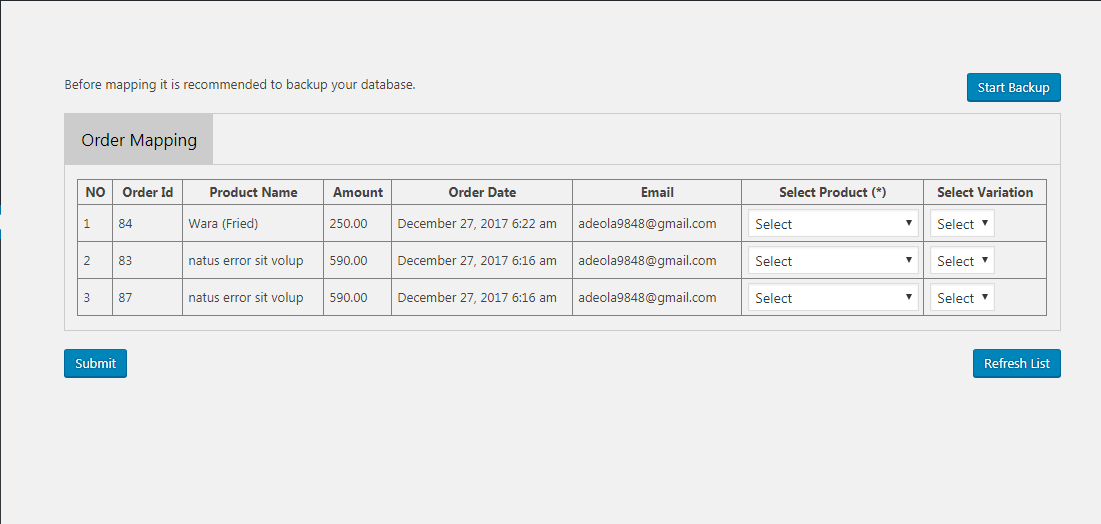 Before mapping it is recommended to backup your database.
Start Backup
Order Mapping
NO Order Id Product Name Amount Order Date Email Select Product (*) Select Variation
1 84 Wara (Fried) 250.00 December 27, 2017 6:22 am adeola9848@gmail.com Select Select
2 83 natus error sit volup 590.00 December 27, 2017 6:16 am adeola9848@gmail.com Select Select
3 87 natus error sit volup 590.00 December 27, 2017 6:16 am adeola9848@gmail.com Select Select
Submit
Refresh List